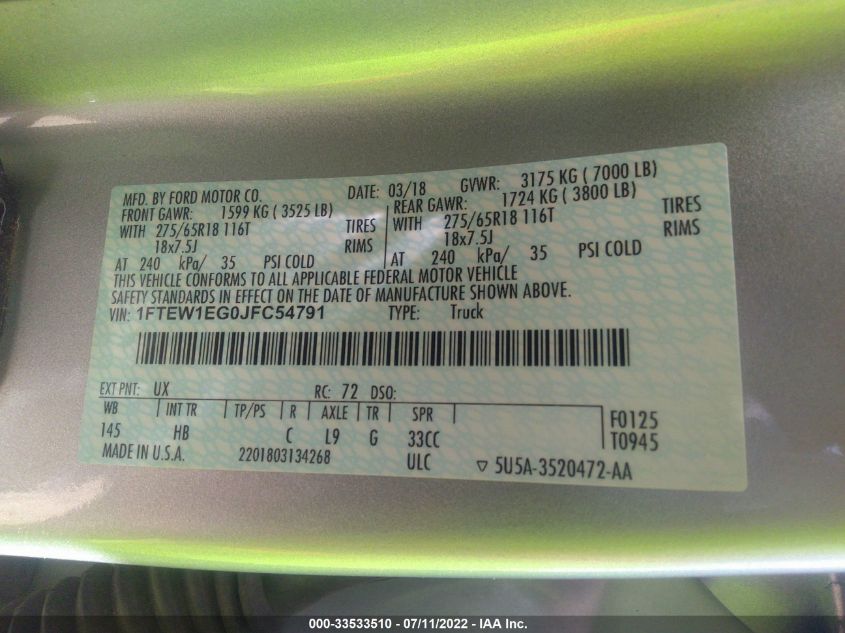 MFD. BY FORD MOTOR CO. DATE: 03/18 GVWR: 3175 KG ( 7000 LB)
FRONT GAWR: 1599 KG ( 3525 LB) REAR GAWR: 1724 KG ( 3800 LB)
WITH 275/65R18 116T TIRES WITH 275/65R18 116T TIRES
18x7.5J RIMS 18x7.5J RIMS
AT 240 kPa/ 35 PSI COLD AT 240 kPa/ 35 PSI COLD
THIS VEHICLE CONFORMS TO ALL APPLICABLE FEDERAL MOTOR VEHICLE
SAFETY STANDARDS IN EFFECT ON THE DATE OF MANUFACTURE SHOWN ABOVE.
VIN: 1FTEW1EG0JFC54791 TYPE: Truck
EXT PNT: UX RC: 72 DSO:
WB INT TR TP/PS R AXLE TR SPR F0125
145 HB C L9 G 33CC T0945
MADE IN U.S.A. 2201803134268 ULC ▽ 5U5A-3520472-AA
000-33533510 - 07/11/2022 - IAA Inc.